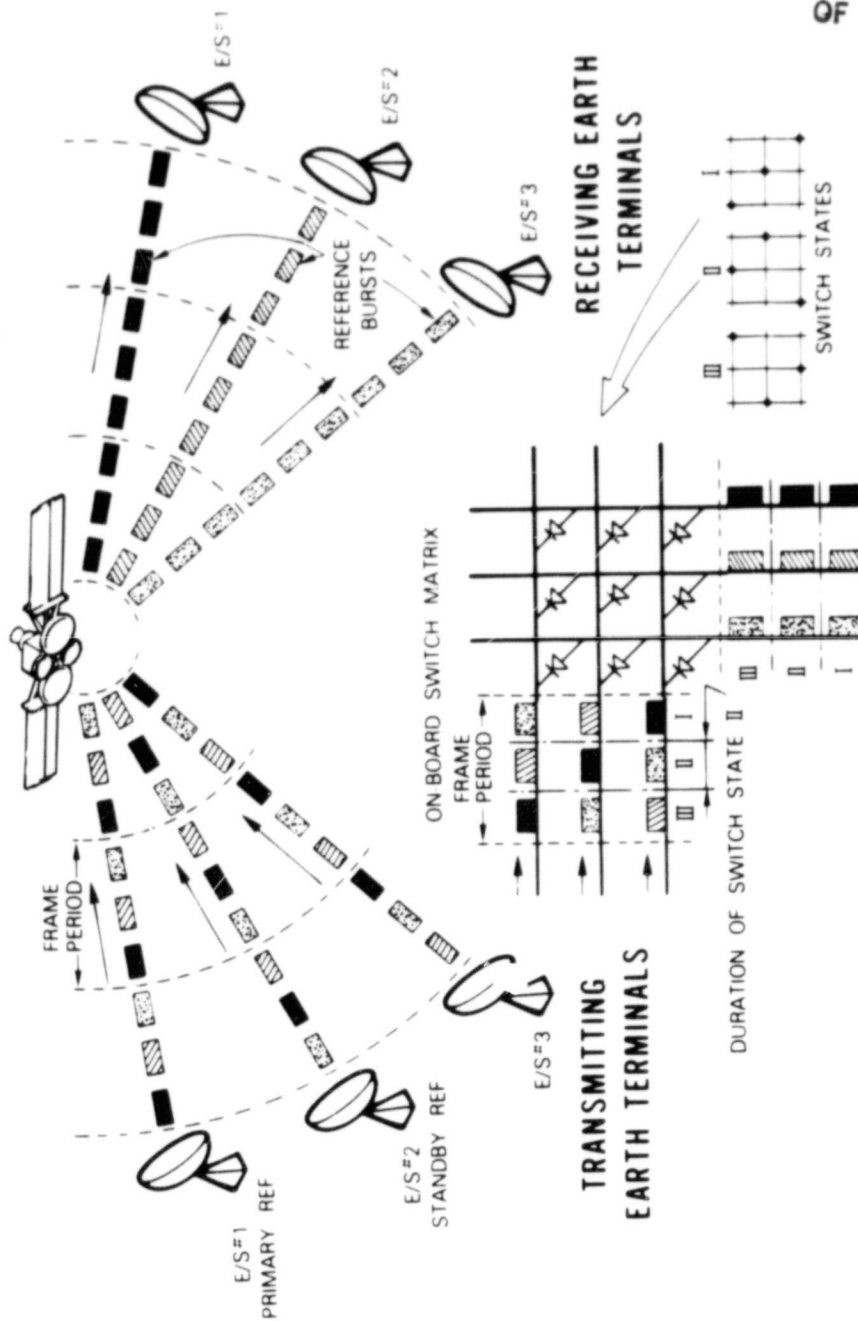 QF
FRAME
PERIOD
E/S#1
PRIMARY REF
E/S#2
STANDBY REF
E/S#3
TRANSMITTING
EARTH TERMINALS
E/S#1
E/S#2
E/S#3
REFERENCE
BURSTS
RECEIVING EARTH
TERMINALS
ON-BOARD SWITCH MATRIX
FRAME
PERIOD
III II I
DURATION OF SWITCH STATE II
III
II
I
III II I
SWITCH STATES